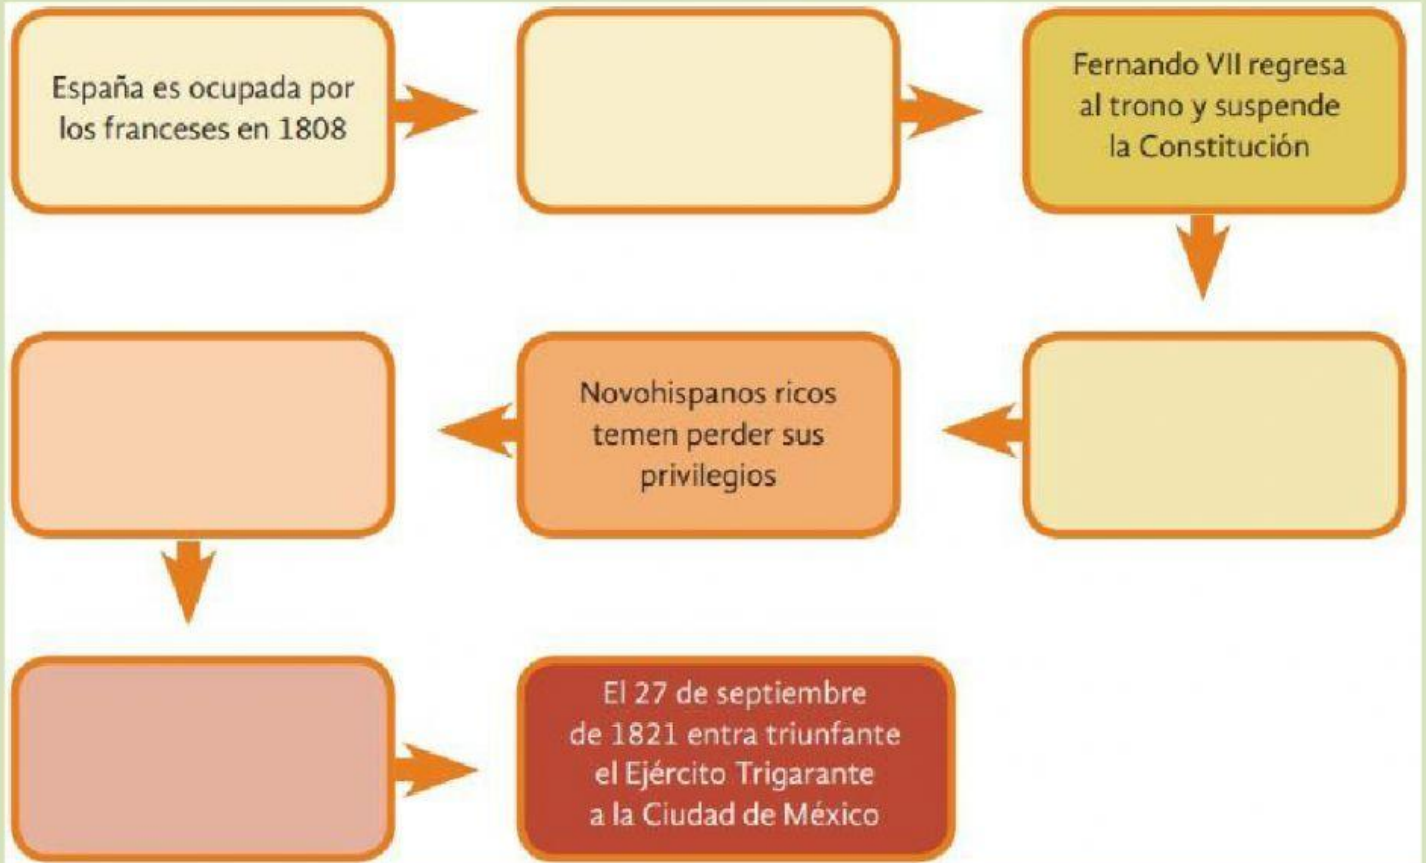 España es ocupada por
los franceses en 1808
Fernando VII regresa
al trono y suspende
la Constitución
Novohispanos ricos
temen perder sus
privilegios
El 27 de septiembre
de 1821 entra triunfante
el Ejército Trigarante
a la Ciudad de México